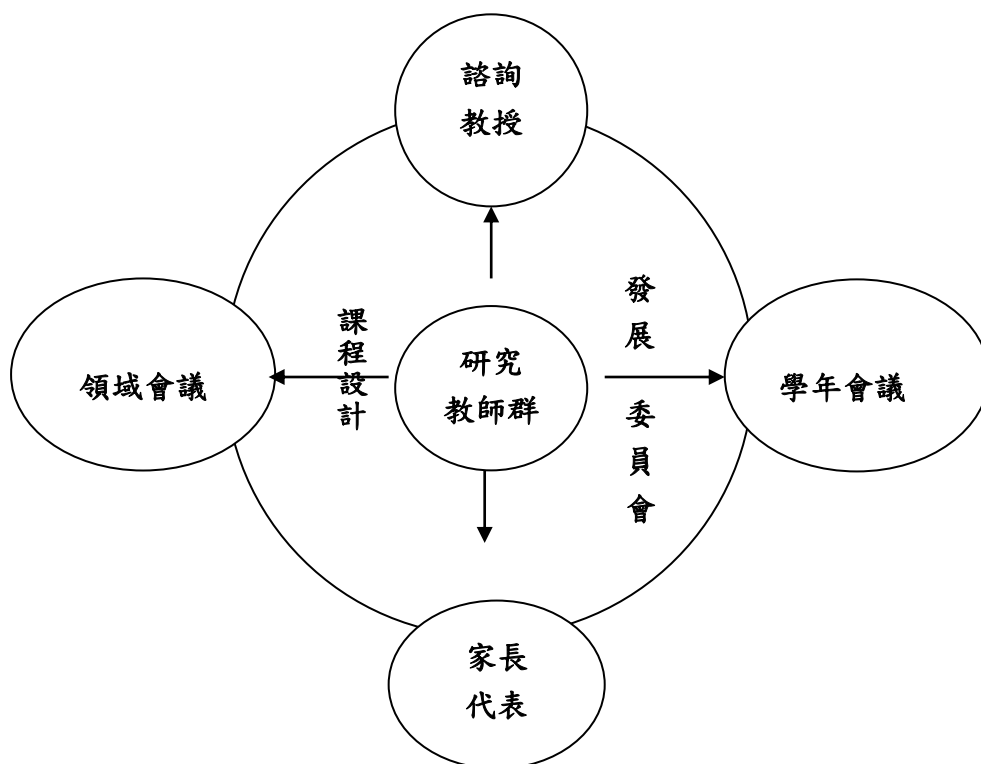 諮詢
教授
領域會議
課程設計
研究
教師群
發展
委員會
學年會議
家長
代表